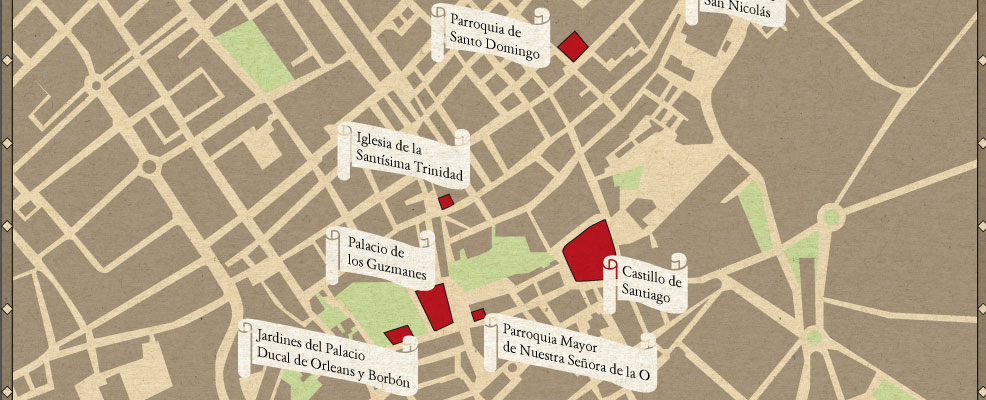 San Nicolás
Parroquia de
Santo Domingo
Iglesia de la
Santísima Trinidad
Palacio de
los Guzmanes
Castillo de
Santiago
Jardines del Palacio
Ducal de Orleans y Borbón
Parroquia Mayor
de Nuestra Señora de la O